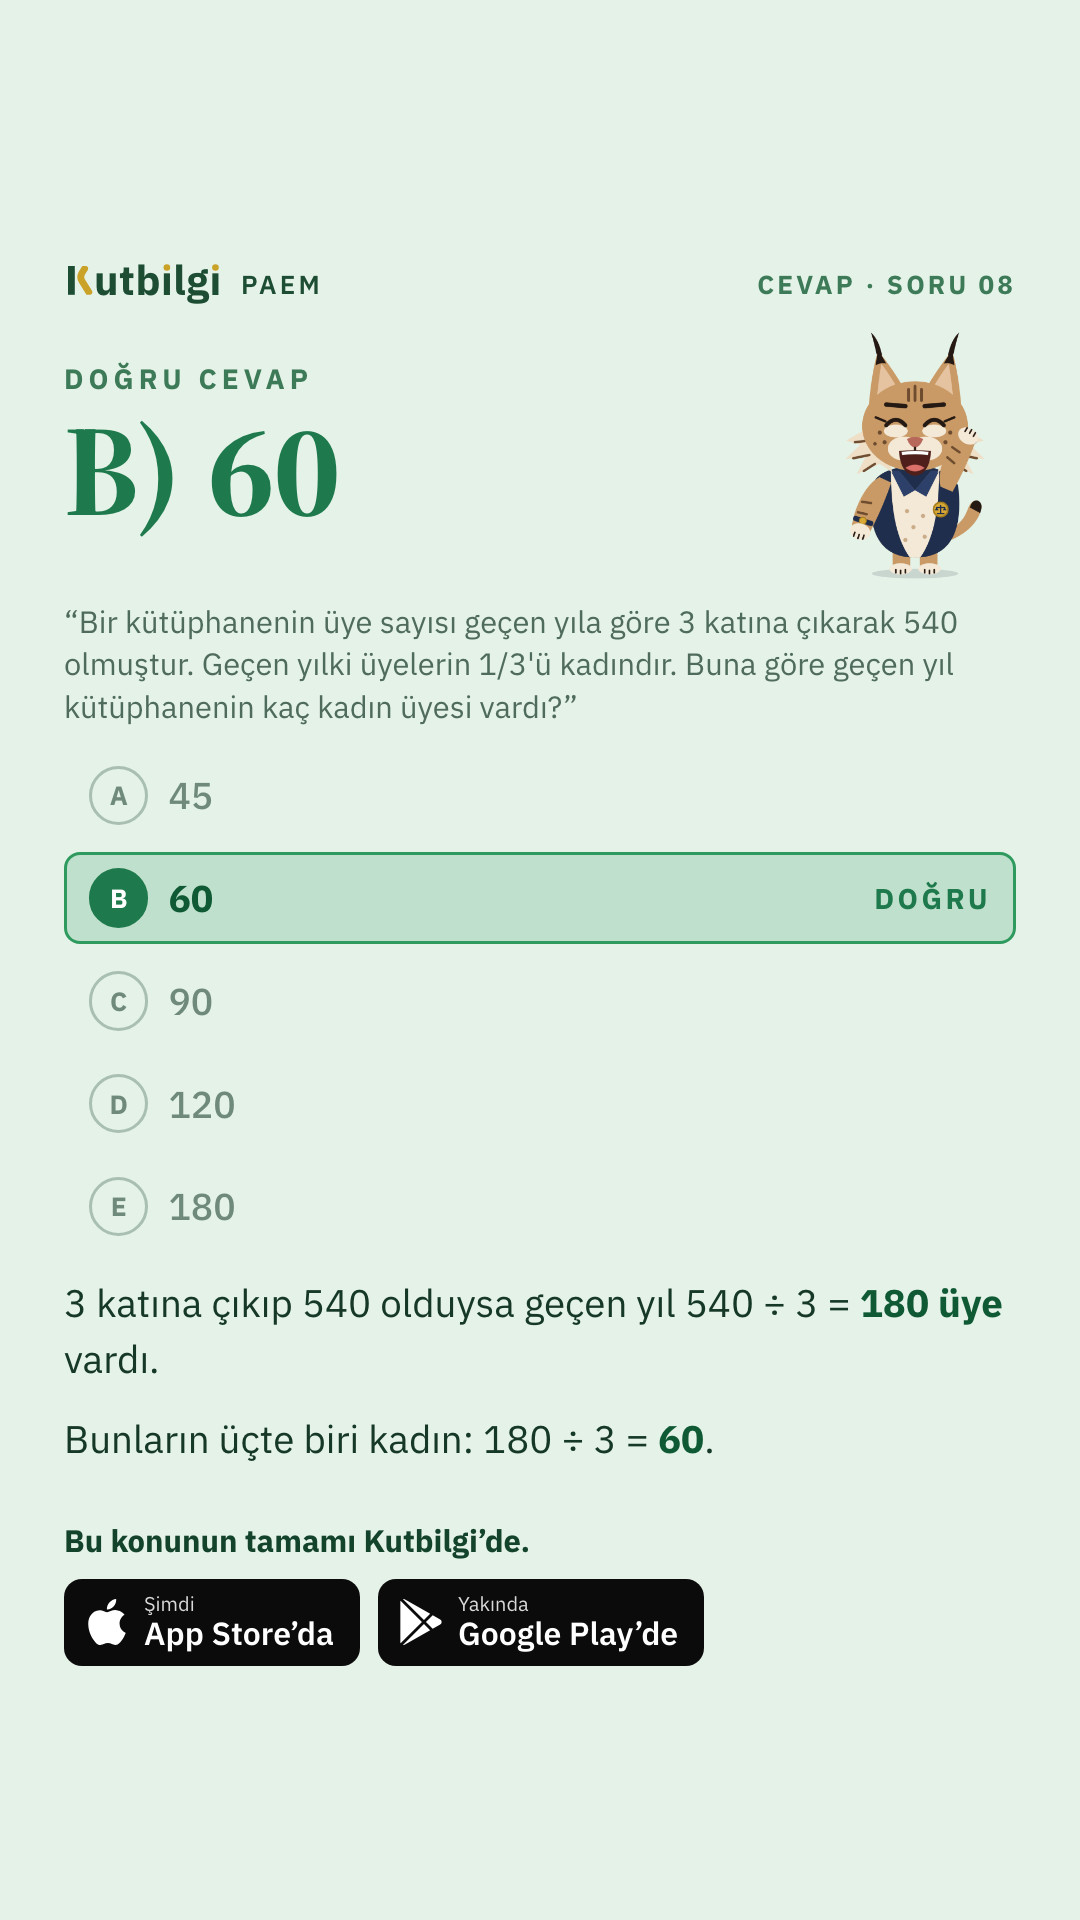 Kutbilgi PAEM
CEVAP · SORU 08
DOĞRU CEVAP
B) 60
“Bir kütüphanenin üye sayısı geçen yıla göre 3 katına çıkarak 540
olmuştur. Geçen yılki üyelerin 1/3'ü kadındır. Buna göre geçen yıl
kütüphanenin kaç kadın üyesi vardı?”
A 45
B 60 DOĞRU
C 90
D 120
E 180
3 katına çıkıp 540 olduysa geçen yıl 540 ÷ 3 = 180 üye
vardı.
Bunların üçte biri kadın: 180 ÷ 3 = 60.
Bu konunun tamamı Kutbilgi’de.
Şimdi
App Store’da
Yakında
Google Play’de